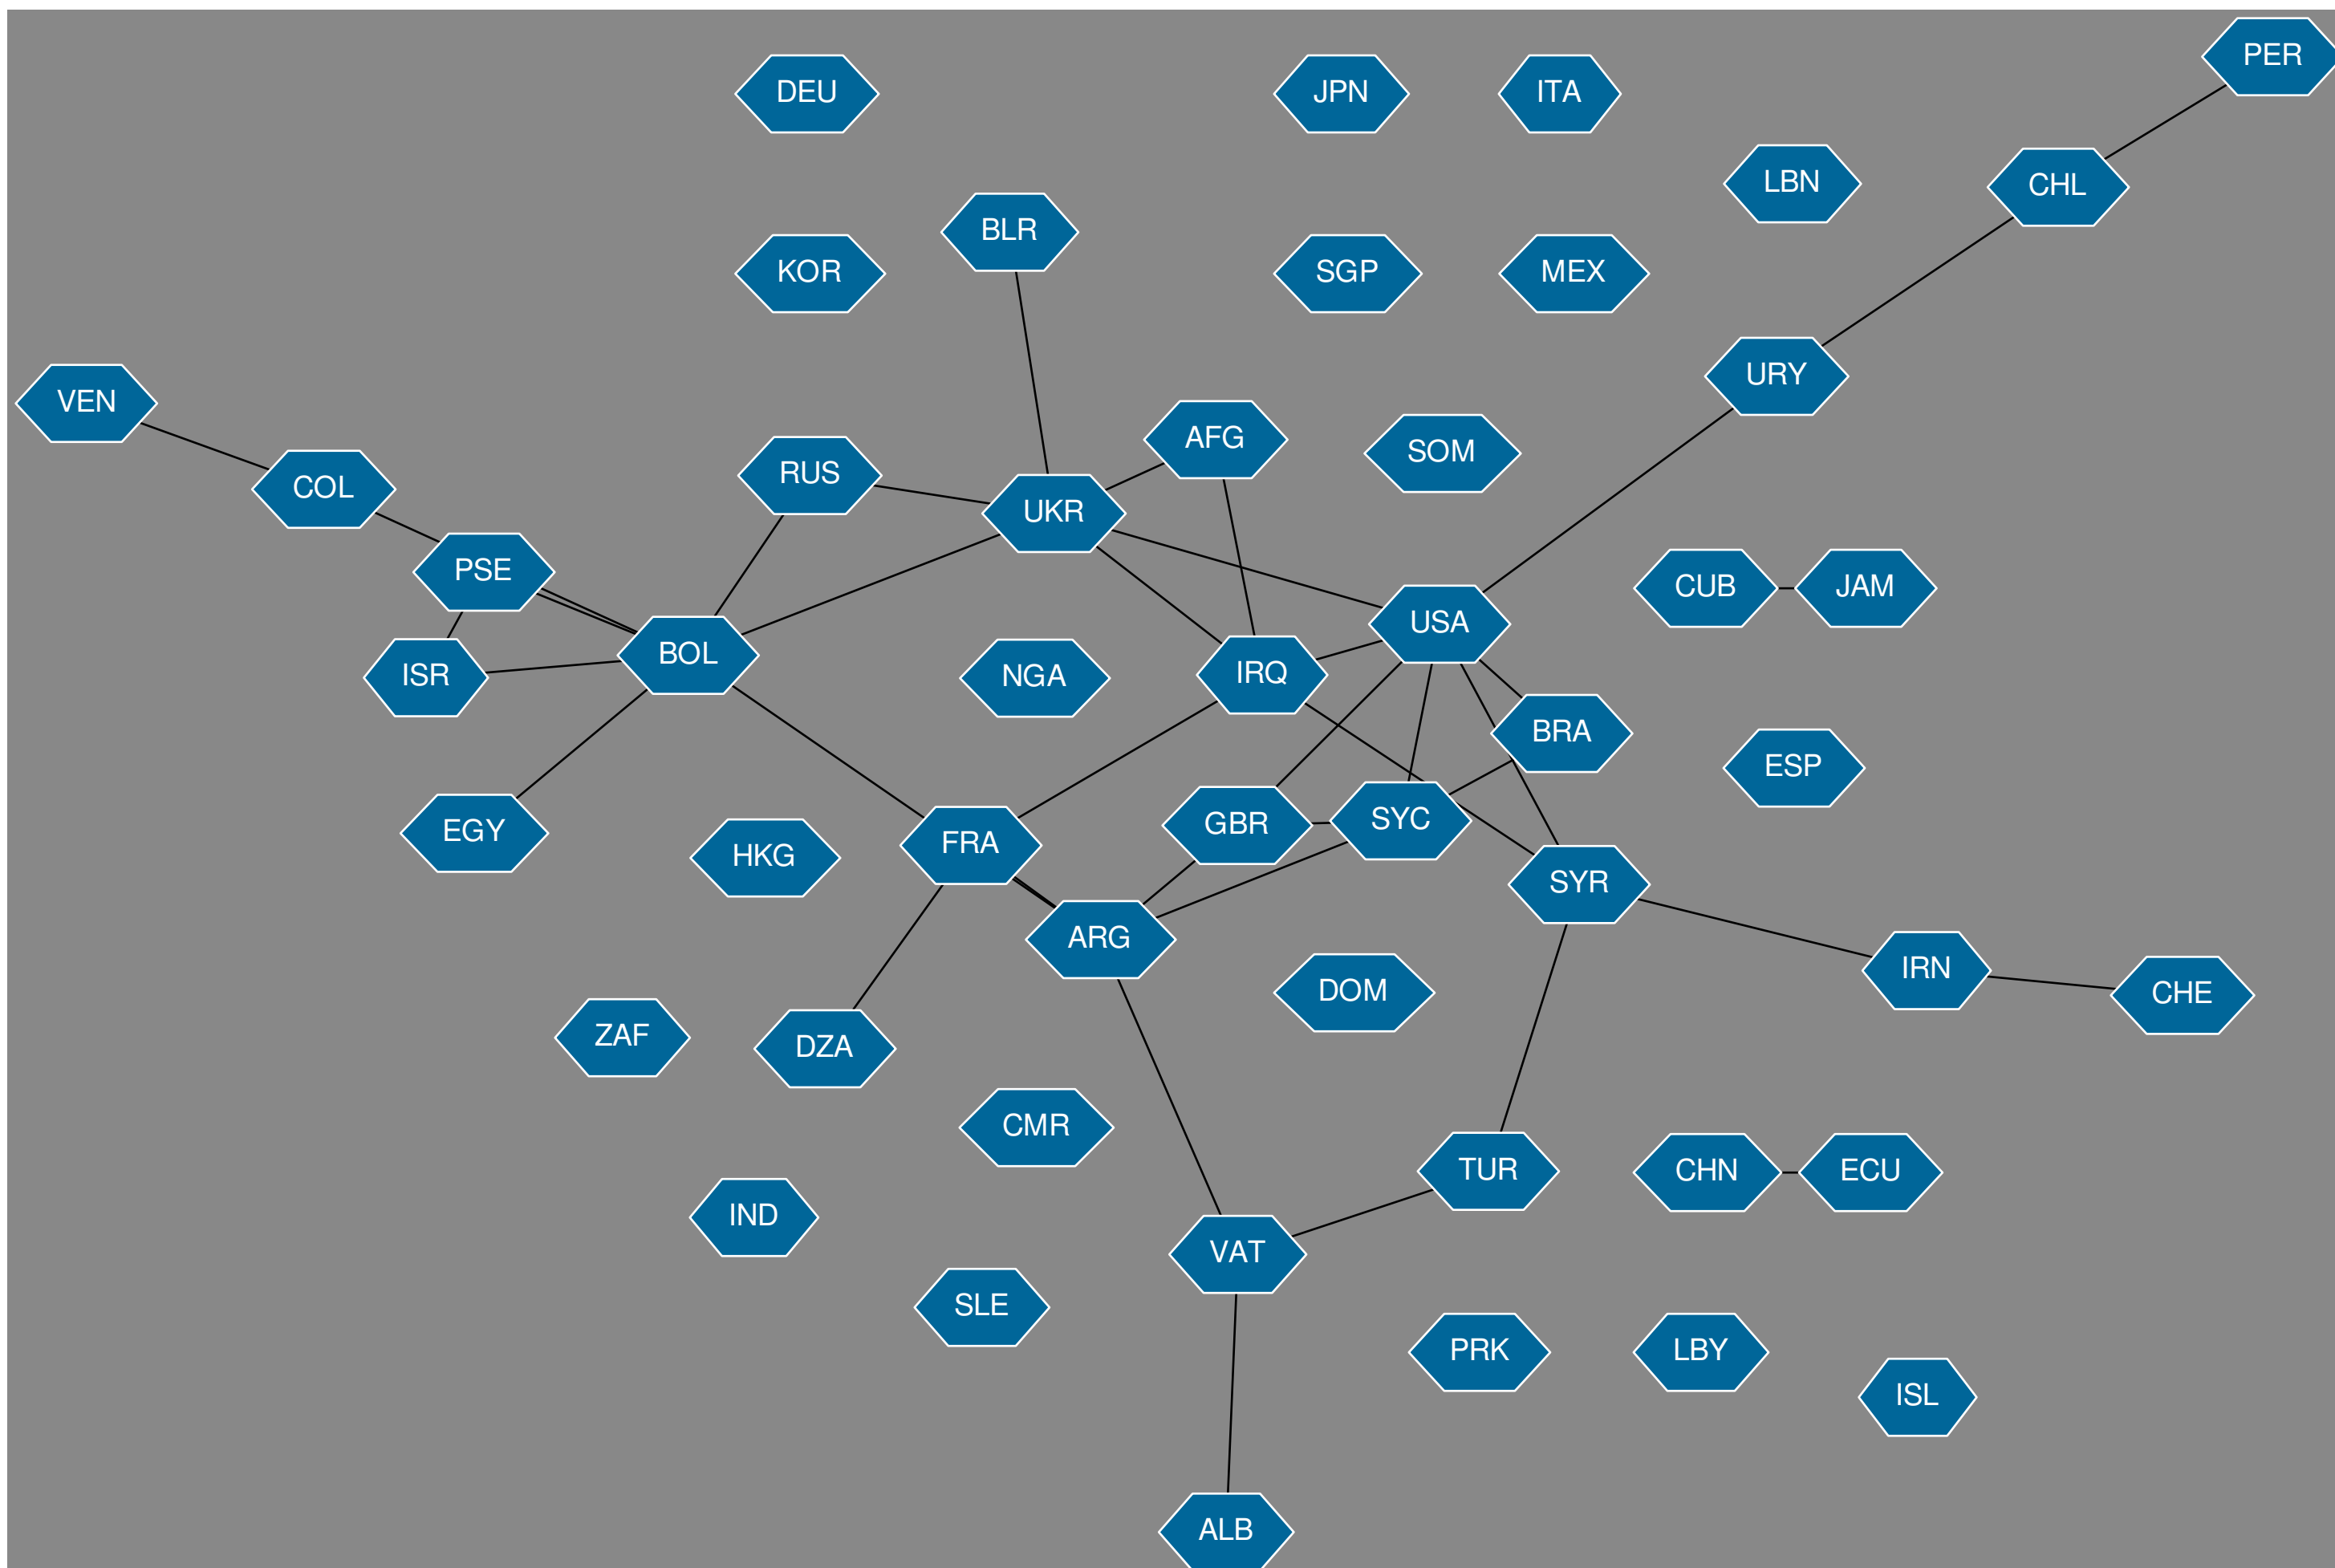 PER
DEU
JPN
ITA
LBN
CHL
BLR
KOR
SGP
MEX
URY
VEN
AFG
SOM
COL
RUS
UKR
PSE
CUB
JAM
USA
BOL
ISR
NGA
IRQ
BRA
ESP
EGY
HKG
FRA
GBR
SYC
SYR
ARG
DOM
IRN
CHE
ZAF
DZA
CMR
TUR
CHN
ECU
IND
VAT
SLE
PRK
LBY
ISL
ALB